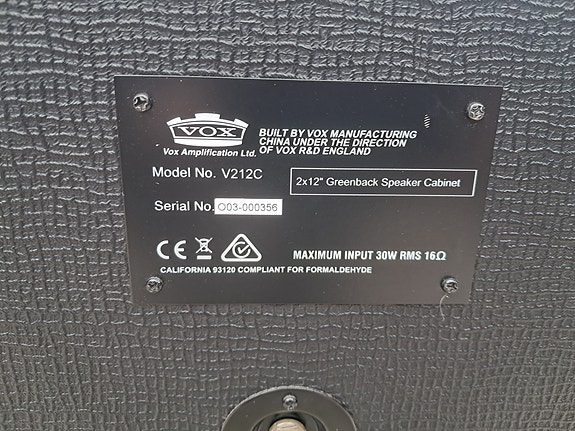 VOX
Vox Amplification Ltd.
BUILT BY VOX MANUFACTURING
CHINA UNDER THE DIRECTION
OF VOX R&D ENGLAND
Model No. V212C
2x12" Greenback Speaker Cabinet
Serial No. Q03-000356
CE
MAXIMUM INPUT 30W RMS 16Ω
CALIFORNIA 93120 COMPLIANT FOR FORMALDEHYDE